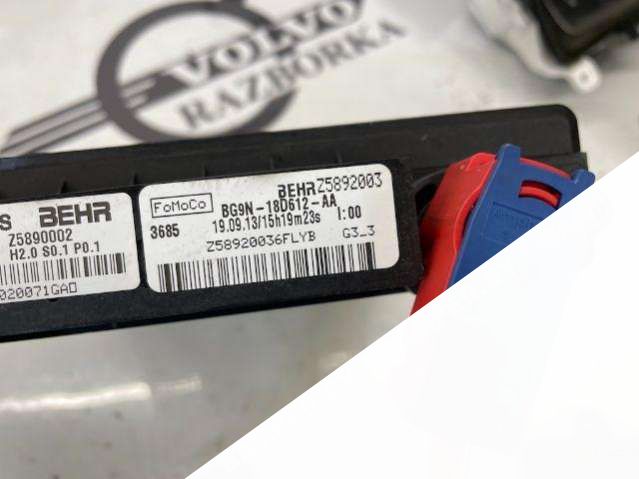 VOLVO
RAZBORKA
S BEHR
Z5890002
H2.0 S0.1 P0.1
020071GA
BEHR Z5892003
FoMoCo BG9N-18D612-AA
3685 19.09.13/15h19m23s 1:00
Z58920036FLYB G3_3